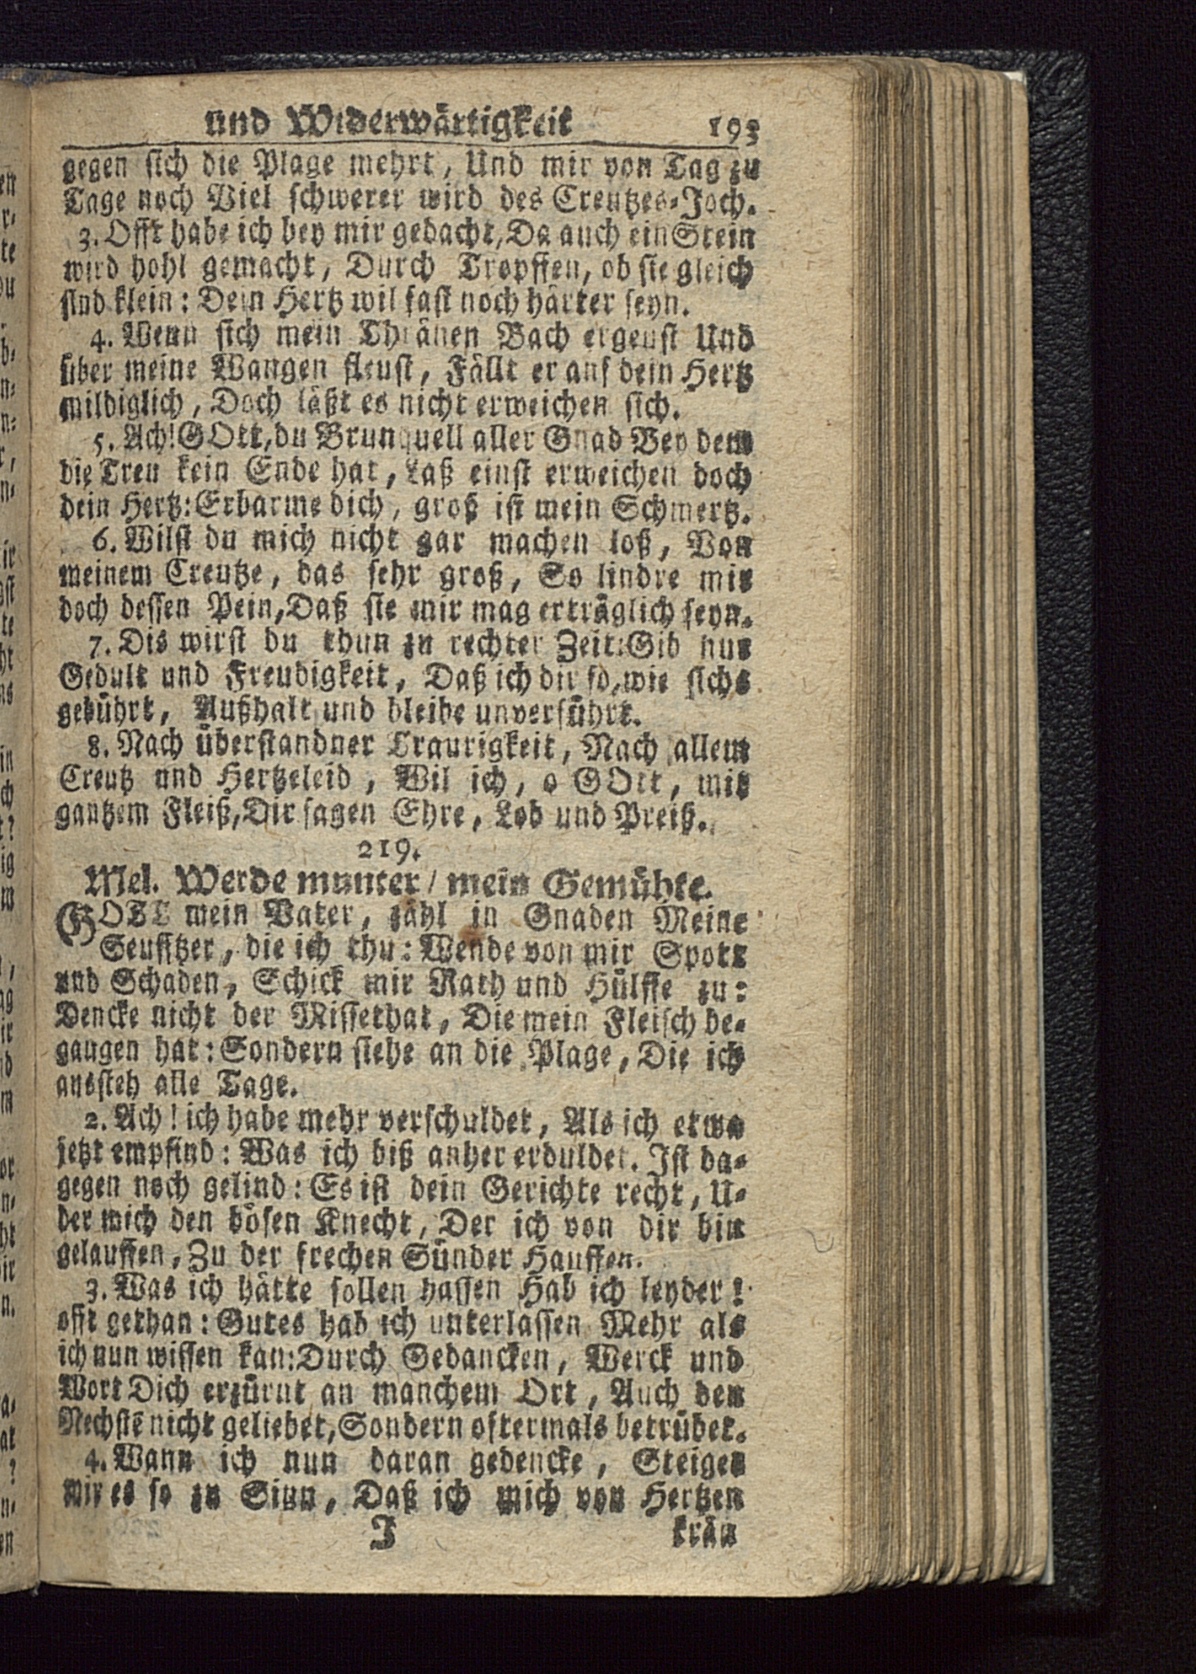 und Widerwärtigkeit 193
gegen sich die Plage mehrt, Und mir von Tag zu
Tage noch Viel schwerer wird des Creutzes-Joch.
3. Offt habe ich bey mir gedacht, Da auch ein Stein
wird hohl gemacht, Durch Tropffen, ob sie gleich
sind klein: Dein Hertz wil fast noch härter seyn.
4. Wenn sich mein Thränen Bach ergeust Und
über meine Wangen fleust, Fällt er auf dein Hertz
mildiglich, Doch läßt es nicht erweichen sich.
5. Ach! GOtt, du Brunquell aller Gnad Bey dem
die Treu kein Ende hat, Laß einst erweichen doch
dein Hertz: Erbarme dich, groß ist mein Schmertz.
6. Wilst du mich nicht gar machen loß, Von
meinem Creutze, das sehr groß, So lindre mir
doch dessen Pein, Daß sie mir mag erträglich seyn.
7. Dis wirst du thun zu rechter Zeit: Gib nur
Gedult und Freudigkeit, Daß ich dir so, wie sichs
gebührt, Außhalt und bleibe unverführt.
8. Nach überstandner Traurigkeit, Nach allem
Creutz und Hertzeleid, Wil ich, o GOtt, mit
gantzem Fleiß, Dir sagen Ehre, Lob und Preiß.
219.
Mel. Werde munter / mein Gemühte.
GOTT mein Vater, zähl in Gnaden Meine
Seufftzer, die ich thu: Wende von mir Spott
und Schaden, Schick mir Rath und Hülffe zu:
Dencke nicht der Missethat, Die mein Fleisch be-
gangen hat: Sondern siehe an die Plage, Die ich
aussteh alle Tage.
2. Ach! ich habe mehr verschuldet, Als ich etwa
jetzt empfind: Was ich biß anher erduldet. Ist da-
gegen noch gelind: Es ist dein Gerichte recht, U-
ber mich den bösen Knecht, Der ich von dir bin
gelauffen, Zu der frechen Sünder Hauffen.
3. Was ich hätte sollen hassen Hab ich leyder!
offt gethan: Gutes hab ich unterlassen Mehr als
ich nun wissen kan: Durch Gedancken, Werck und
Wort Dich erzürnt an manchem Ort, Auch den
Nechstē nicht geliebet, Sondern oftermals betrübet.
4. Wann ich nun daran gedencke, Steiget
mir es so zu Sinn, Daß ich mich von Hertzen
J krän